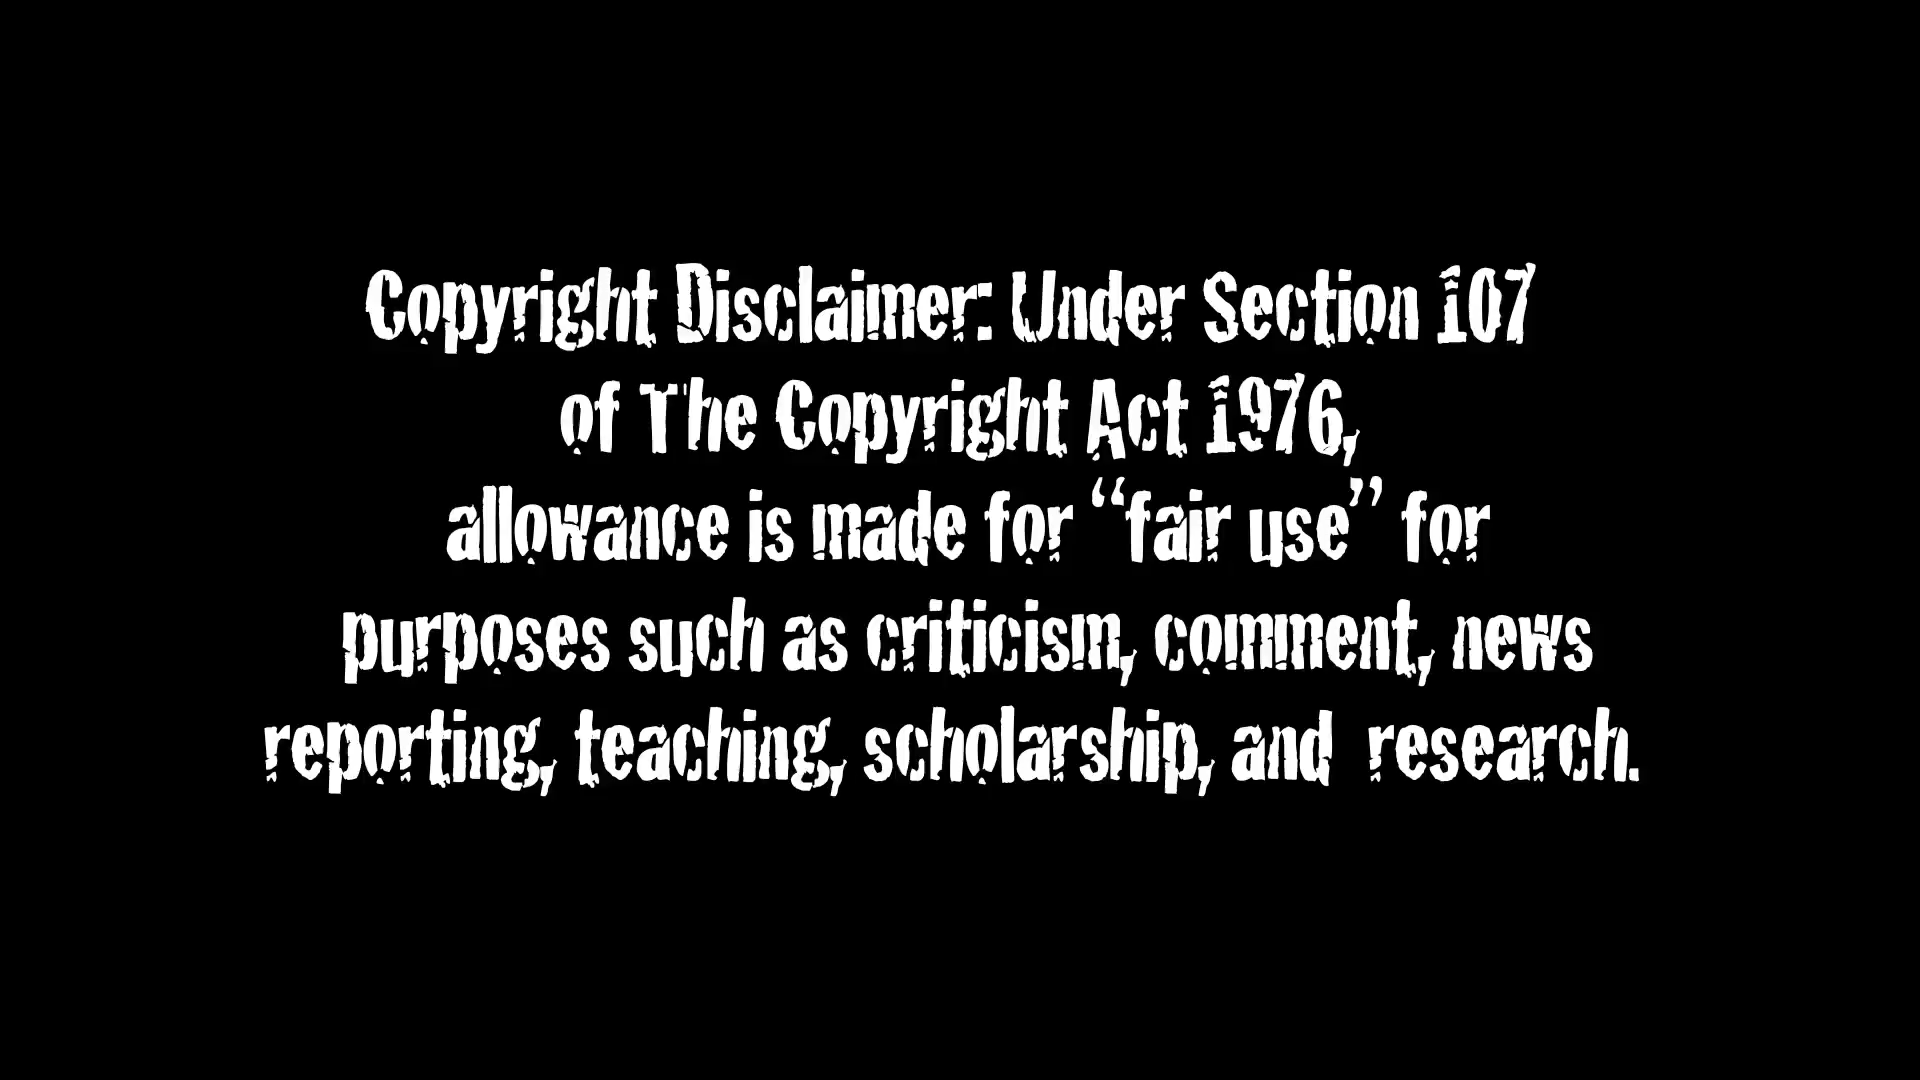 Copyright Disclaimer: Under Section 107
of The Copyright Act 1976,
allowance is made for “fair use” for
purposes such as criticism, comment, news
reporting, teaching, scholarship, and  research.